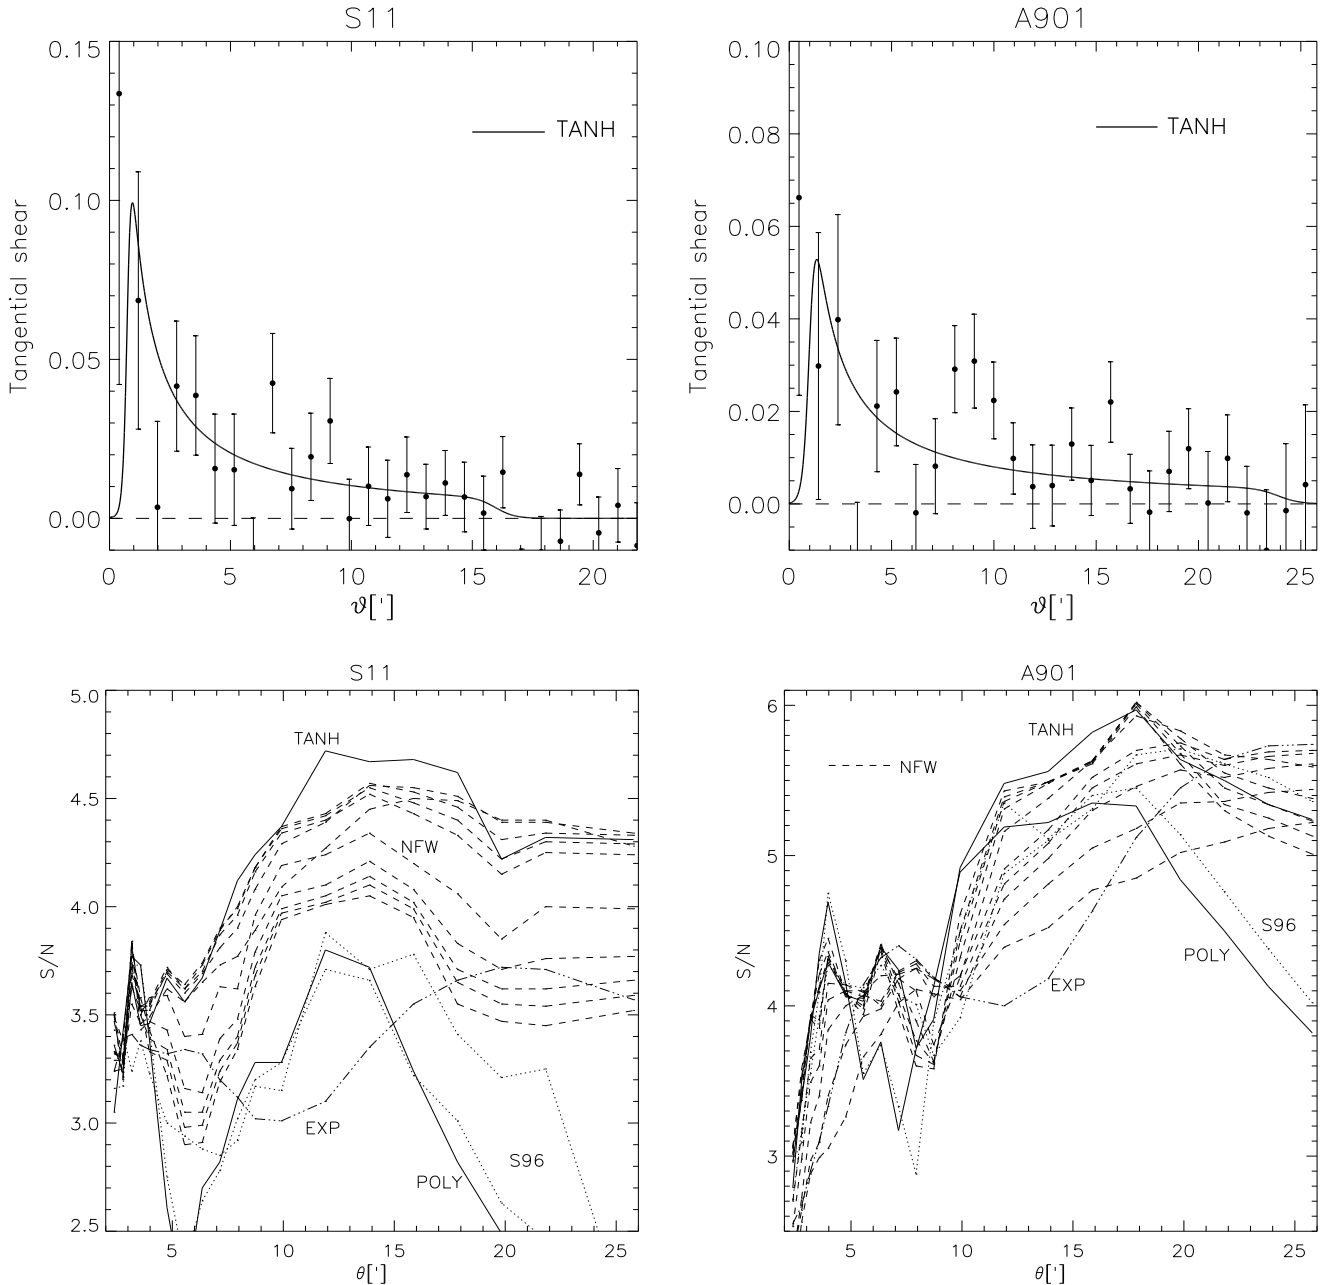 S11
0.15
0.10
0.05
0.00
Tangential shear
TANH
0 5 10 15 20
ϑ[']
A901
0.10
0.08
0.06
0.04
0.02
0.00
Tangential shear
TANH
0 5 10 15 20 25
ϑ[']
S11
5.0
4.5
4.0
3.5
3.0
2.5
S/N
TANH
NFW
EXP
S96
POLY
5 10 15 20 25
θ[']
A901
6
5
4
3
S/N
TANH
NFW
S96
POLY
EXP
5 10 15 20 25
θ[']